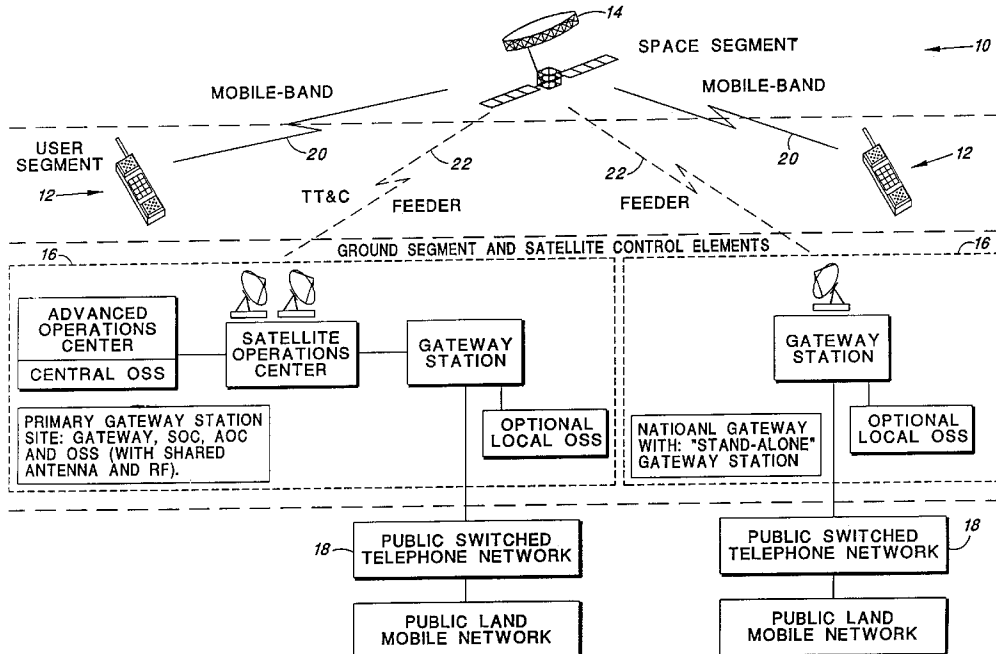 14
SPACE SEGMENT
10
MOBILE-BAND
MOBILE-BAND
USER
SEGMENT
20
20
12
12
22
22
TT&C
FEEDER
FEEDER
GROUND SEGMENT AND SATELLITE CONTROL ELEMENTS
16
16
ADVANCED
OPERATIONS
CENTER
CENTRAL OSS
SATELLITE
OPERATIONS
CENTER
GATEWAY
STATION
OPTIONAL
LOCAL OSS
PRIMARY GATEWAY STATION
SITE: GATEWAY, SOC, AOC
AND OSS (WITH SHARED
ANTENNA AND RF).
GATEWAY
STATION
OPTIONAL
LOCAL OSS
NATIOANL GATEWAY
WITH: "STAND-ALONE"
GATEWAY STATION
18
PUBLIC SWITCHED
TELEPHONE NETWORK
PUBLIC LAND
MOBILE NETWORK
PUBLIC SWITCHED
TELEPHONE NETWORK
18
PUBLIC LAND
MOBILE NETWORK